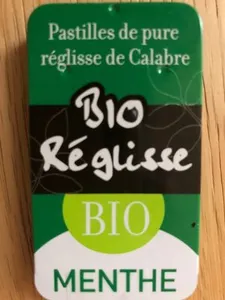 Pastilles de pure
réglisse de Calabre
BIO
Réglisse
BIO
MENTHE